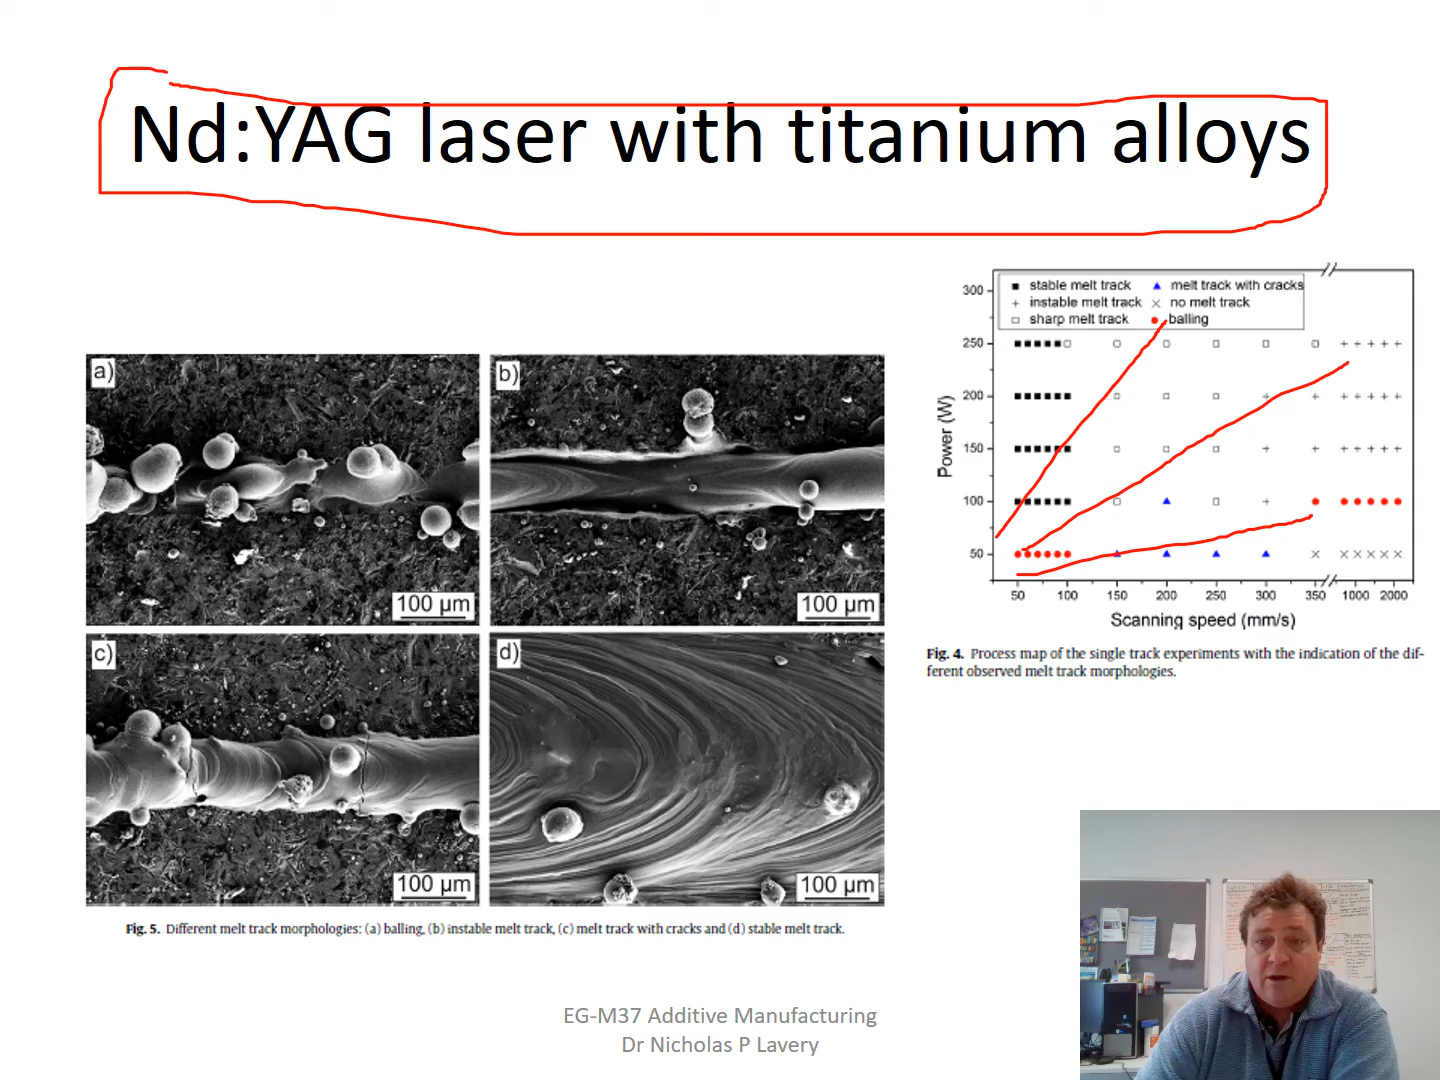 Nd:YAG laser with titanium alloys
a)
100 µm
b)
100 µm
c)
100 µm
d)
100 µm
Fig. 5. Different melt track morphologies: (a) balling, (b) instable melt track, (c) melt track with cracks and (d) stable melt track.
stable melt track
melt track with cracks
instable melt track
no melt track
sharp melt track
balling
Power (W)
300
250
200
150
100
50
50 100 150 200 250 300 350 1000 2000
Scanning speed (mm/s)
Fig. 4. Process map of the single track experiments with the indication of the dif-
ferent observed melt track morphologies.
EG-M37 Additive Manufacturing
Dr Nicholas P Lavery